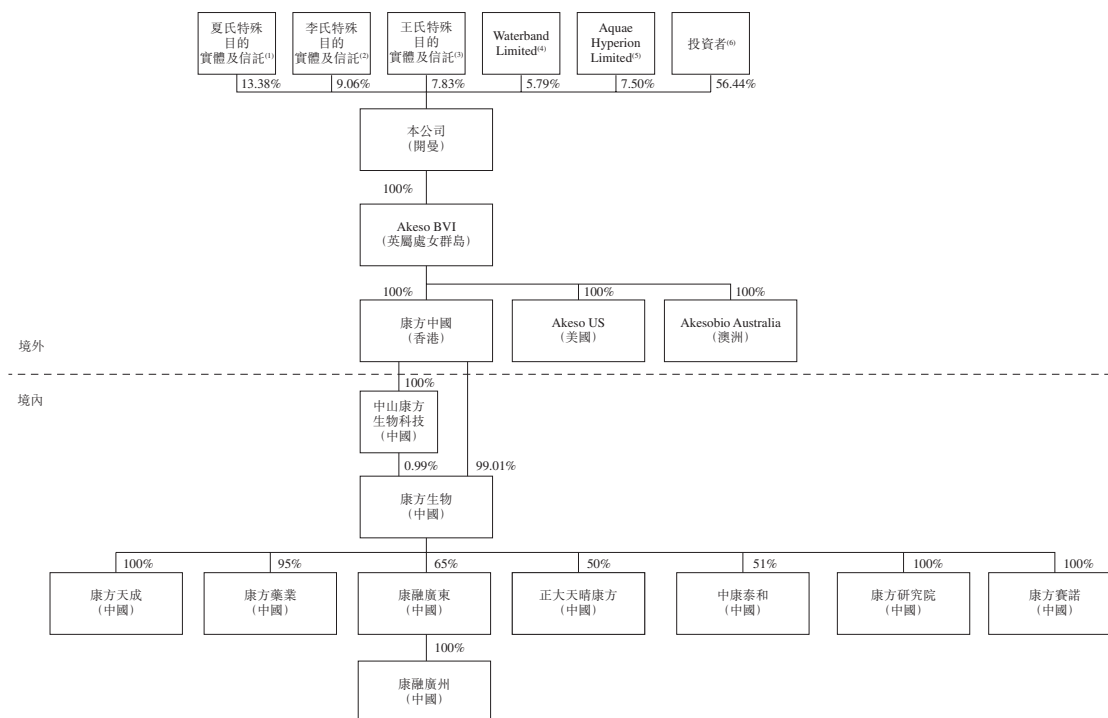 夏氏特殊
目的
實體及信託(1)
李氏特殊
目的
實體及信託(2)
王氏特殊
目的
實體及信託(3)
Waterband
Limited(4)
Aquae
Hyperion
Limited(5)
投資者(6)
13.38%
9.06%
7.83%
5.79%
7.50%
56.44%
本公司
(開曼)
100%
Akeso BVI
(英屬處女群島)
100%
100%
100%
康方中國
(香港)
Akeso US
(美國)
Akesobio Australia
(澳洲)
境外
境內
100%
中山康方
生物科技
(中國)
0.99%
99.01%
康方生物
(中國)
100%
95%
65%
50%
51%
100%
100%
康方天成
(中國)
康方藥業
(中國)
康融廣東
(中國)
正大天晴康方
(中國)
中康泰和
(中國)
康方研究院
(中國)
康方賽諾
(中國)
100%
康融廣州
(中國)